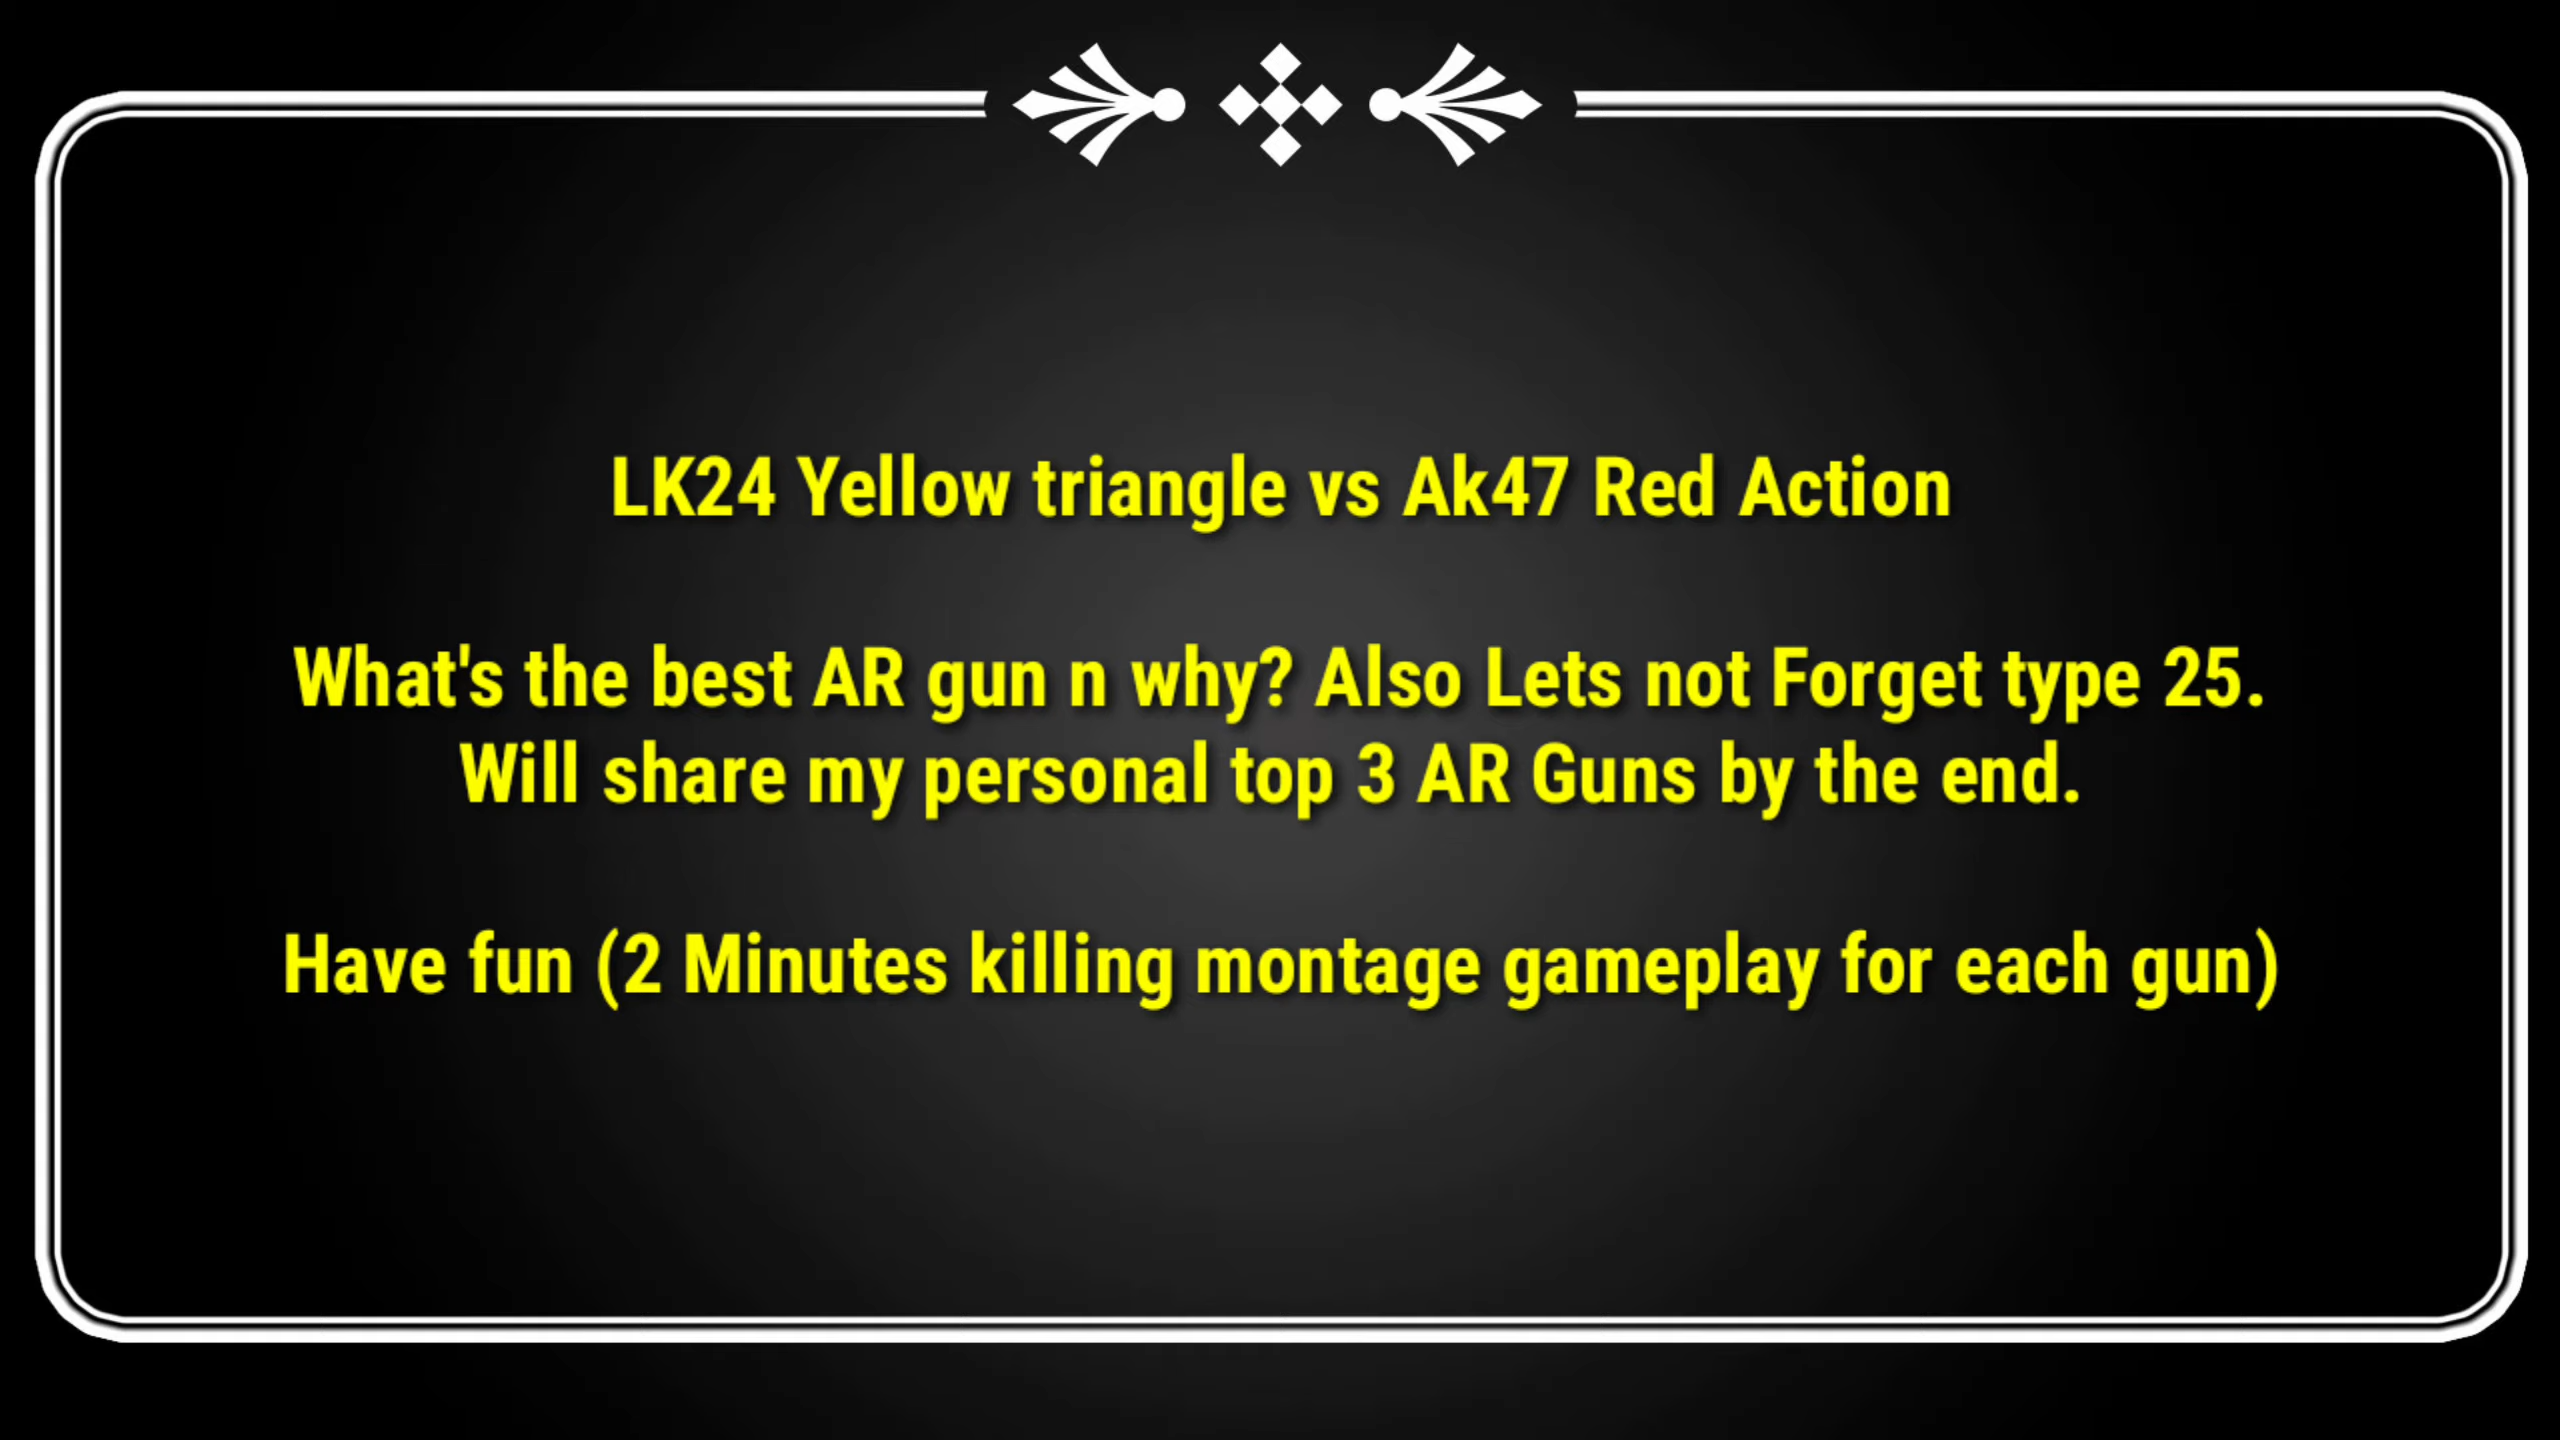 LK24 Yellow triangle vs Ak47 Red Action
What's the best AR gun n why? Also Lets not Forget type 25.
Will share my personal top 3 AR Guns by the end.
Have fun (2 Minutes killing montage gameplay for each gun)